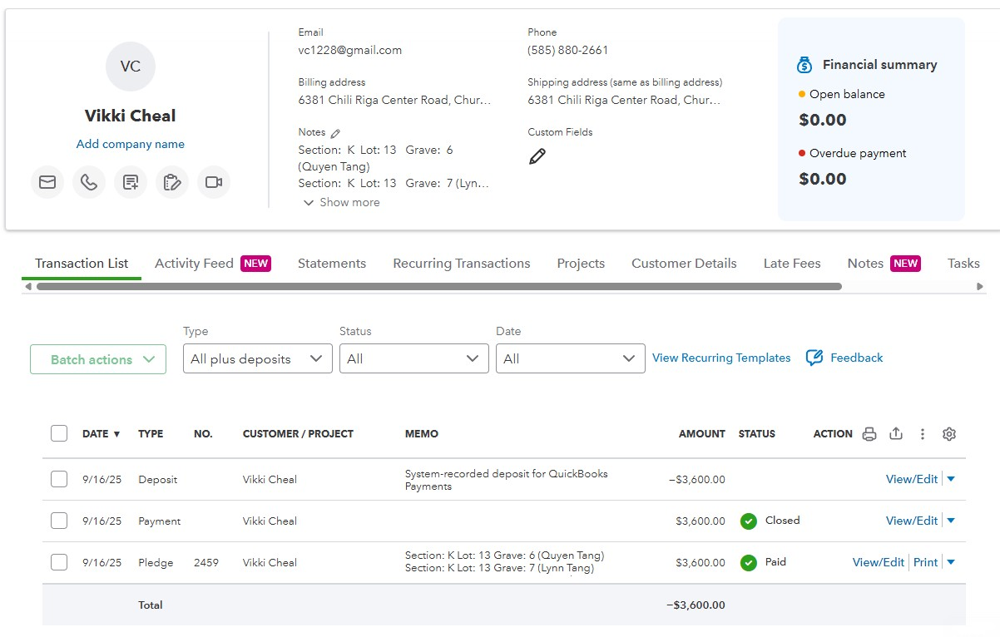 VC
Vikki Cheal
Add company name
Email
vc1228@gmail.com
Phone
(585) 880-2661
Billing address
6381 Chili Riga Center Road, Chur...
Shipping address (same as billing address)
6381 Chili Riga Center Road, Chur...
Notes
Section: K Lot: 13 Grave: 6
(Quyen Tang)
Section: K Lot: 13 Grave: 7 (Lyn...
Show more
Custom Fields
Financial summary
Open balance
$0.00
Overdue payment
$0.00
Transaction List Activity Feed NEW Statements Recurring Transactions Projects Customer Details Late Fees Notes NEW Tasks
Type Status Date
Batch actions All plus deposits All All View Recurring Templates Feedback
DATE ▼ TYPE NO. CUSTOMER / PROJECT MEMO AMOUNT STATUS ACTION
9/16/25 Deposit Vikki Cheal System-recorded deposit for QuickBooks
Payments –$3,600.00 View/Edit
9/16/25 Payment Vikki Cheal $3,600.00 Closed View/Edit
9/16/25 Pledge 2459 Vikki Cheal Section: K Lot: 13 Grave: 6 (Quyen Tang)
Section: K Lot: 13 Grave: 7 (Lynn Tang) $3,600.00 Paid View/Edit Print
Total –$3,600.00